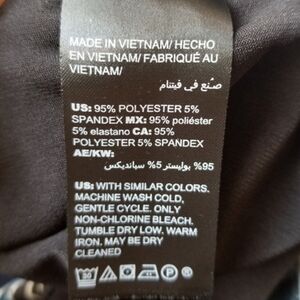 MADE IN VIETNAM/ HECHO
EN VIETNAM/ FABRIQUÉ AU
VIETNAM/
صنع في فيتنام
US: 95% POLYESTER 5%
SPANDEX MX: 95% poliéster
5% elastano CA: 95%
POLYESTER 5% SPANDEX
AE/KW:
95% بوليستر 5% سباندیکس
US: WITH SIMILAR COLORS.
MACHINE WASH COLD,
GENTLE CYCLE. ONLY
NON-CHLORINE BLEACH.
TUMBLE DRY LOW. WARM
IRON. MAY BE DRY
CLEANED